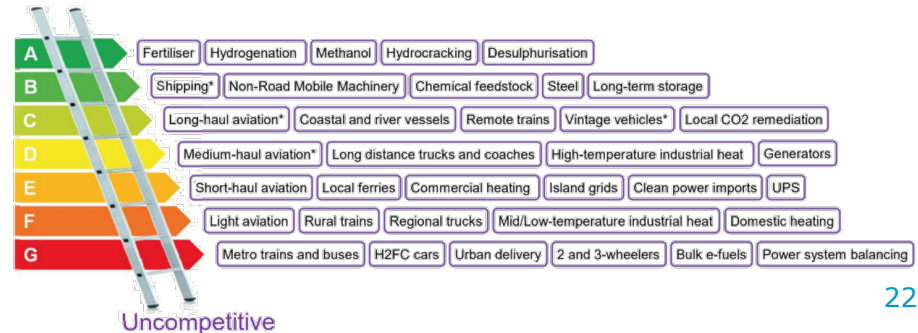 A Fertiliser Hydrogenation Methanol Hydrocracking Desulphurisation
B Shipping* Non-Road Mobile Machinery Chemical feedstock Steel Long-term storage
C Long-haul aviation* Coastal and river vessels Remote trains Vintage vehicles* Local CO2 remediation
D Medium-haul aviation* Long distance trucks and coaches High-temperature industrial heat Generators
E Short-haul aviation Local ferries Commercial heating Island grids Clean power imports UPS
F Light aviation Rural trains Regional trucks Mid/Low-temperature industrial heat Domestic heating
G Metro trains and buses H2FC cars Urban delivery 2 and 3-wheelers Bulk e-fuels Power system balancing
22
Uncompetitive